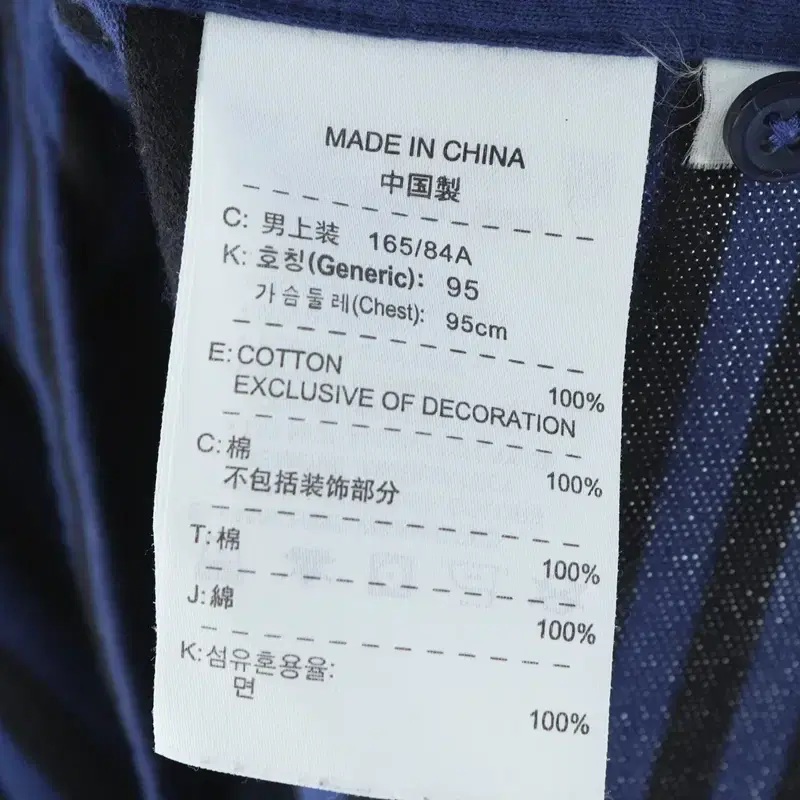 MADE IN CHINA
中国製
C: 男上装 165/84A
K: 호칭(Generic): 95
가슴둘레(Chest): 95cm
E: COTTON 100%
EXCLUSIVE OF DECORATION
C: 棉 100%
不包括装饰部分
T: 棉 100%
J: 綿 100%
K: 섬유혼용율:
면 100%